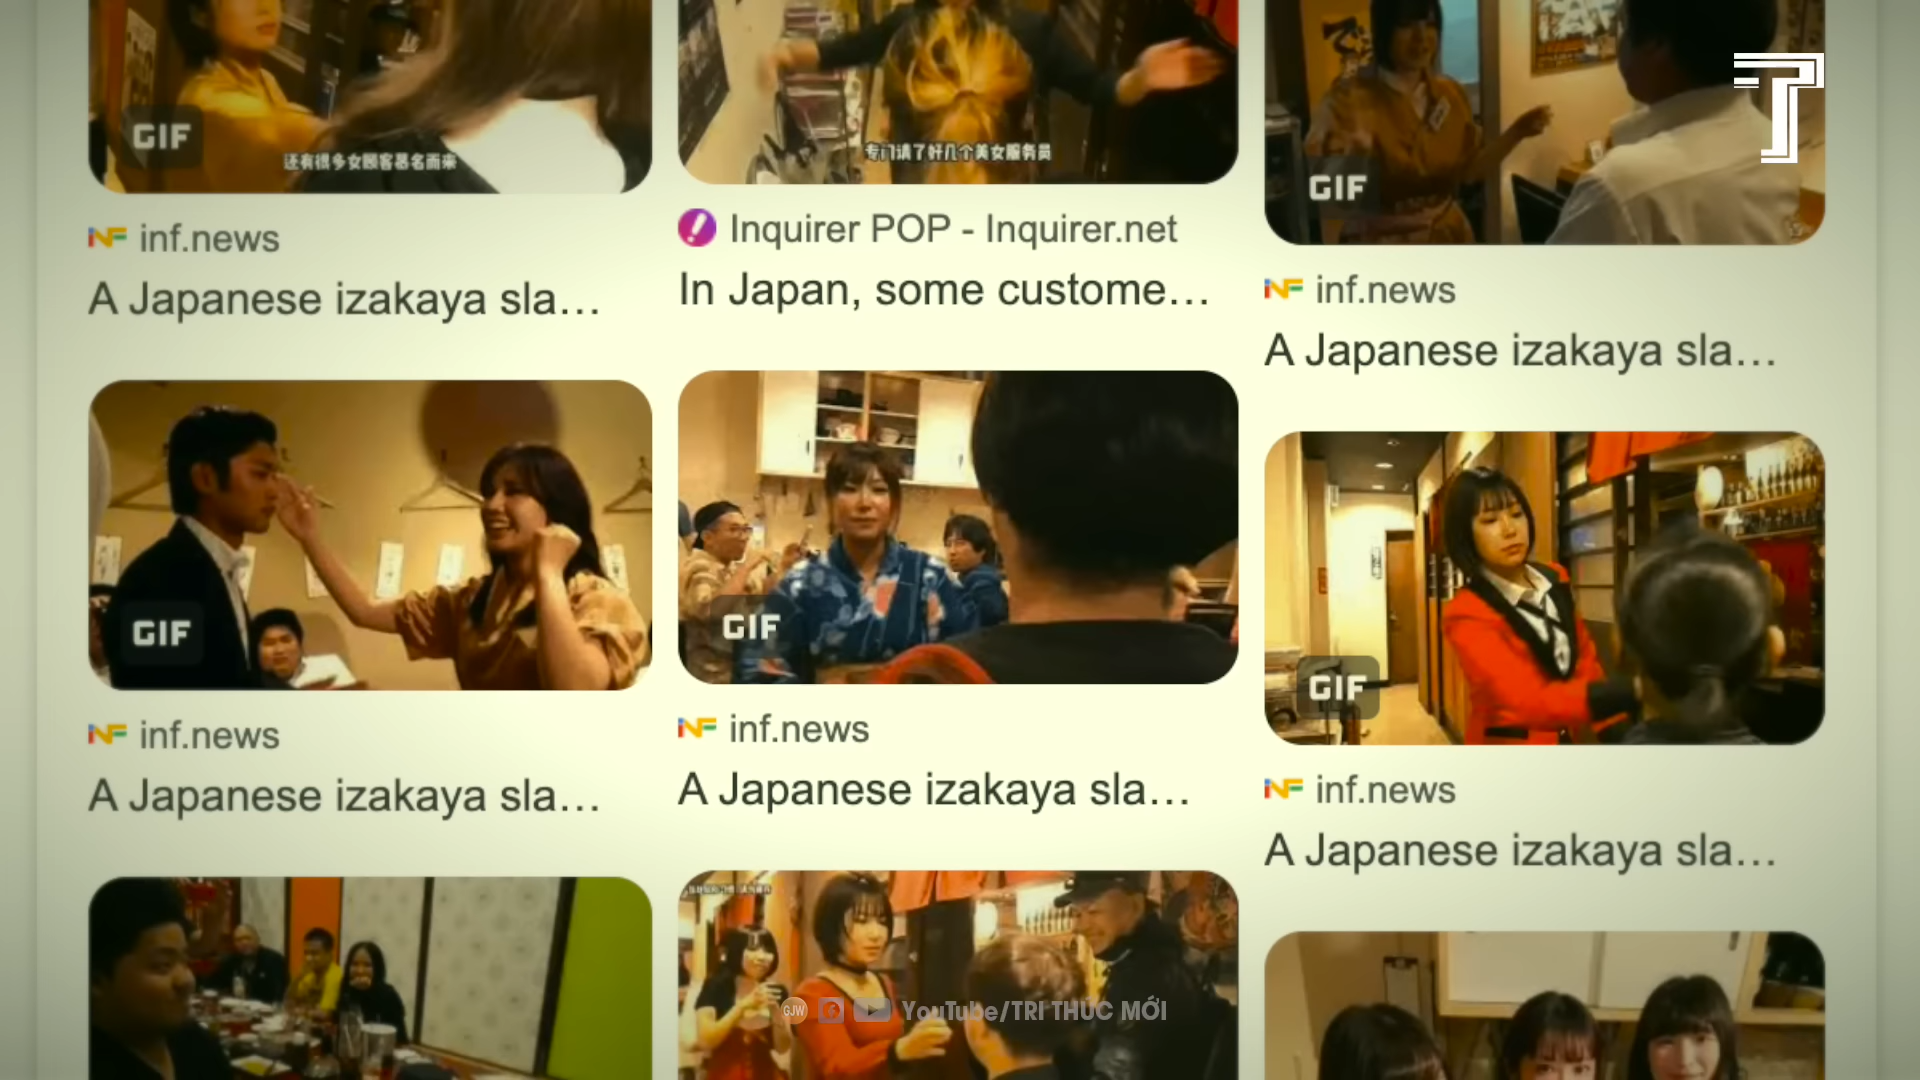 GIF
还有很多女顾客慕名而来
inf.news
A Japanese izakaya sla...
专门请了好几个美女服务员
Inquirer POP - Inquirer.net
In Japan, some custome...
GIF
inf.news
A Japanese izakaya sla...
GIF
inf.news
A Japanese izakaya sla...
GIF
inf.news
A Japanese izakaya sla...
GIF
inf.news
A Japanese izakaya sla...
GJW
YouTube/TRI THỨC MỚI